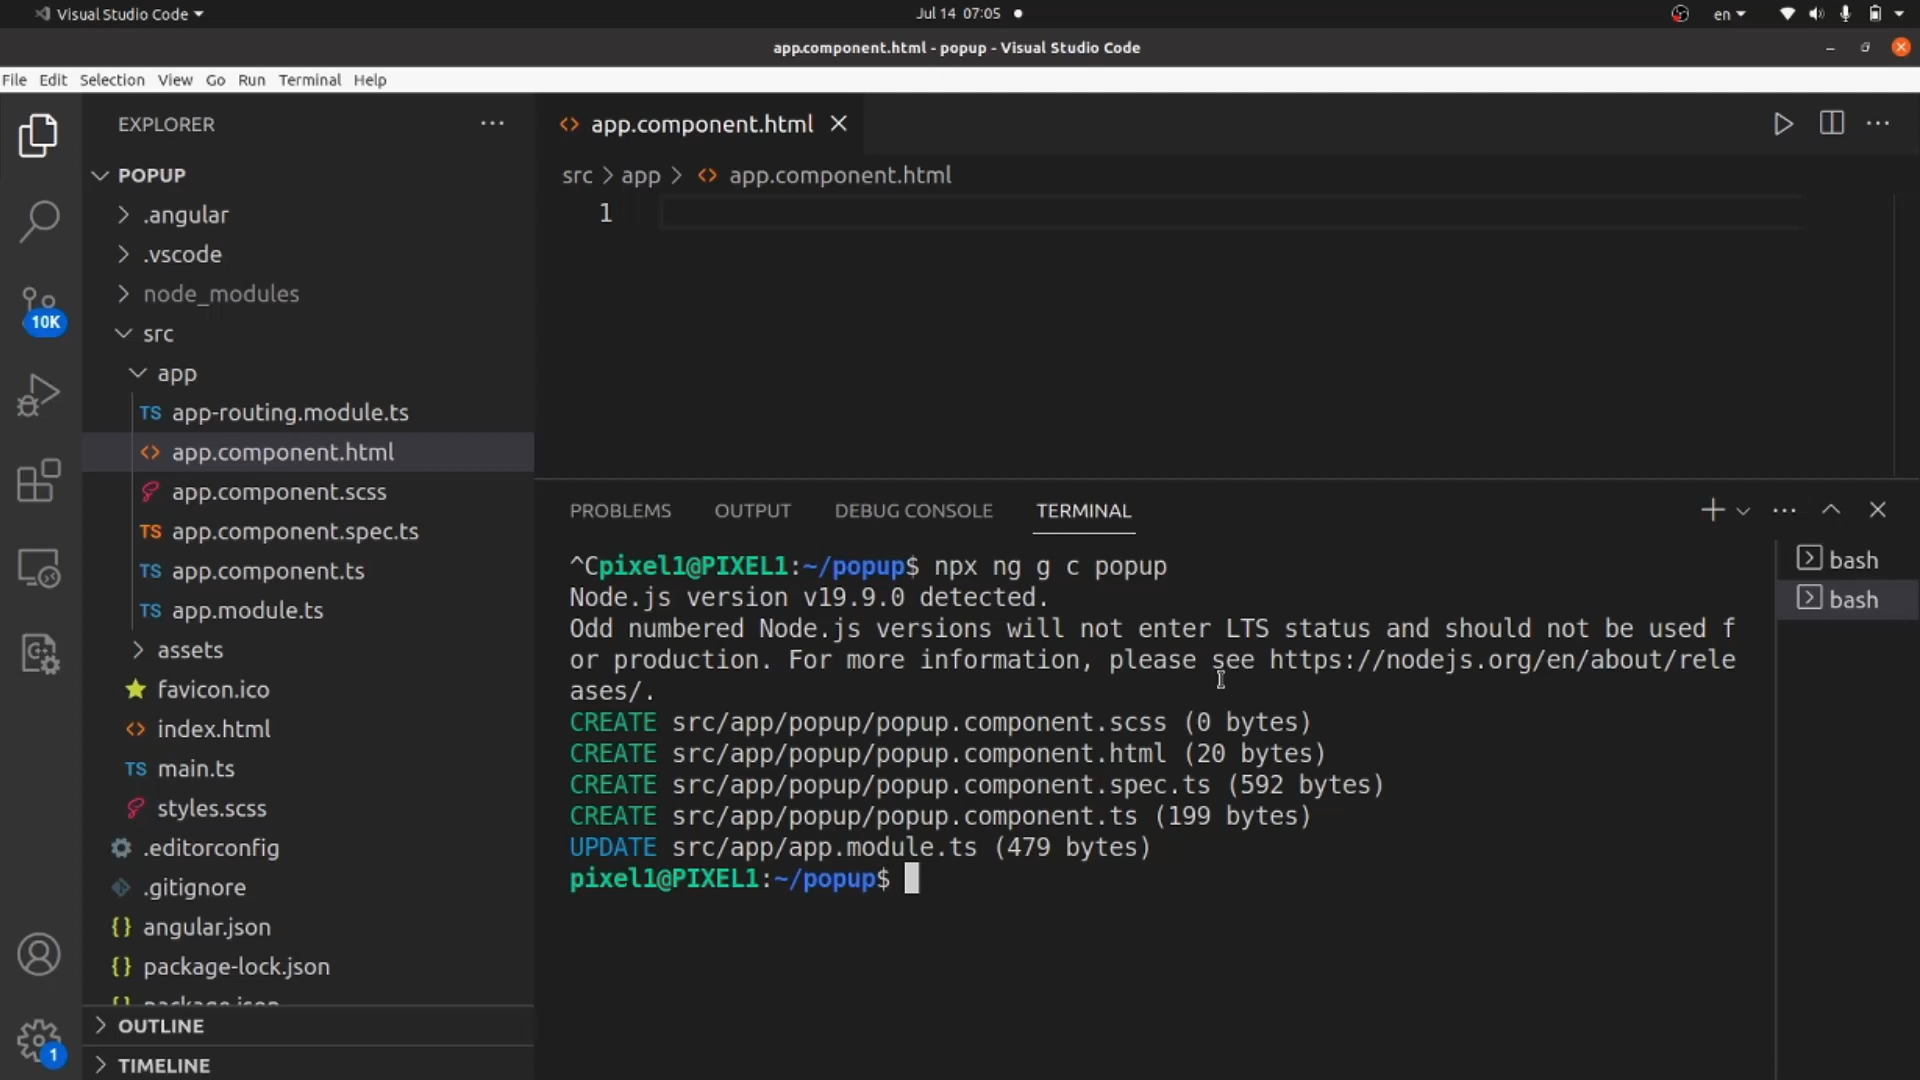 Visual Studio Code
Jul 14 07:05
en
app.component.html - popup - Visual Studio Code
File Edit Selection View Go Run Terminal Help
EXPLORER
POPUP
.angular
.vscode
node_modules
src
app
TS app-routing.module.ts
<> app.component.html
app.component.scss
TS app.component.spec.ts
TS app.component.ts
TS app.module.ts
assets
favicon.ico
<> index.html
TS main.ts
styles.scss
.editorconfig
.gitignore
{} angular.json
{} package-lock.json
{} package.json
OUTLINE
TIMELINE
10K
1
<> app.component.html
src > app > <> app.component.html
1
PROBLEMS OUTPUT DEBUG CONSOLE TERMINAL
^Cpixel1@PIXEL1:~/popup$ npx ng g c popup
Node.js version v19.9.0 detected.
Odd numbered Node.js versions will not enter LTS status and should not be used f
or production. For more information, please see https://nodejs.org/en/about/rele
ases/.
CREATE src/app/popup/popup.component.scss (0 bytes)
CREATE src/app/popup/popup.component.html (20 bytes)
CREATE src/app/popup/popup.component.spec.ts (592 bytes)
CREATE src/app/popup/popup.component.ts (199 bytes)
UPDATE src/app/app.module.ts (479 bytes)
pixel1@PIXEL1:~/popup$
bash
bash